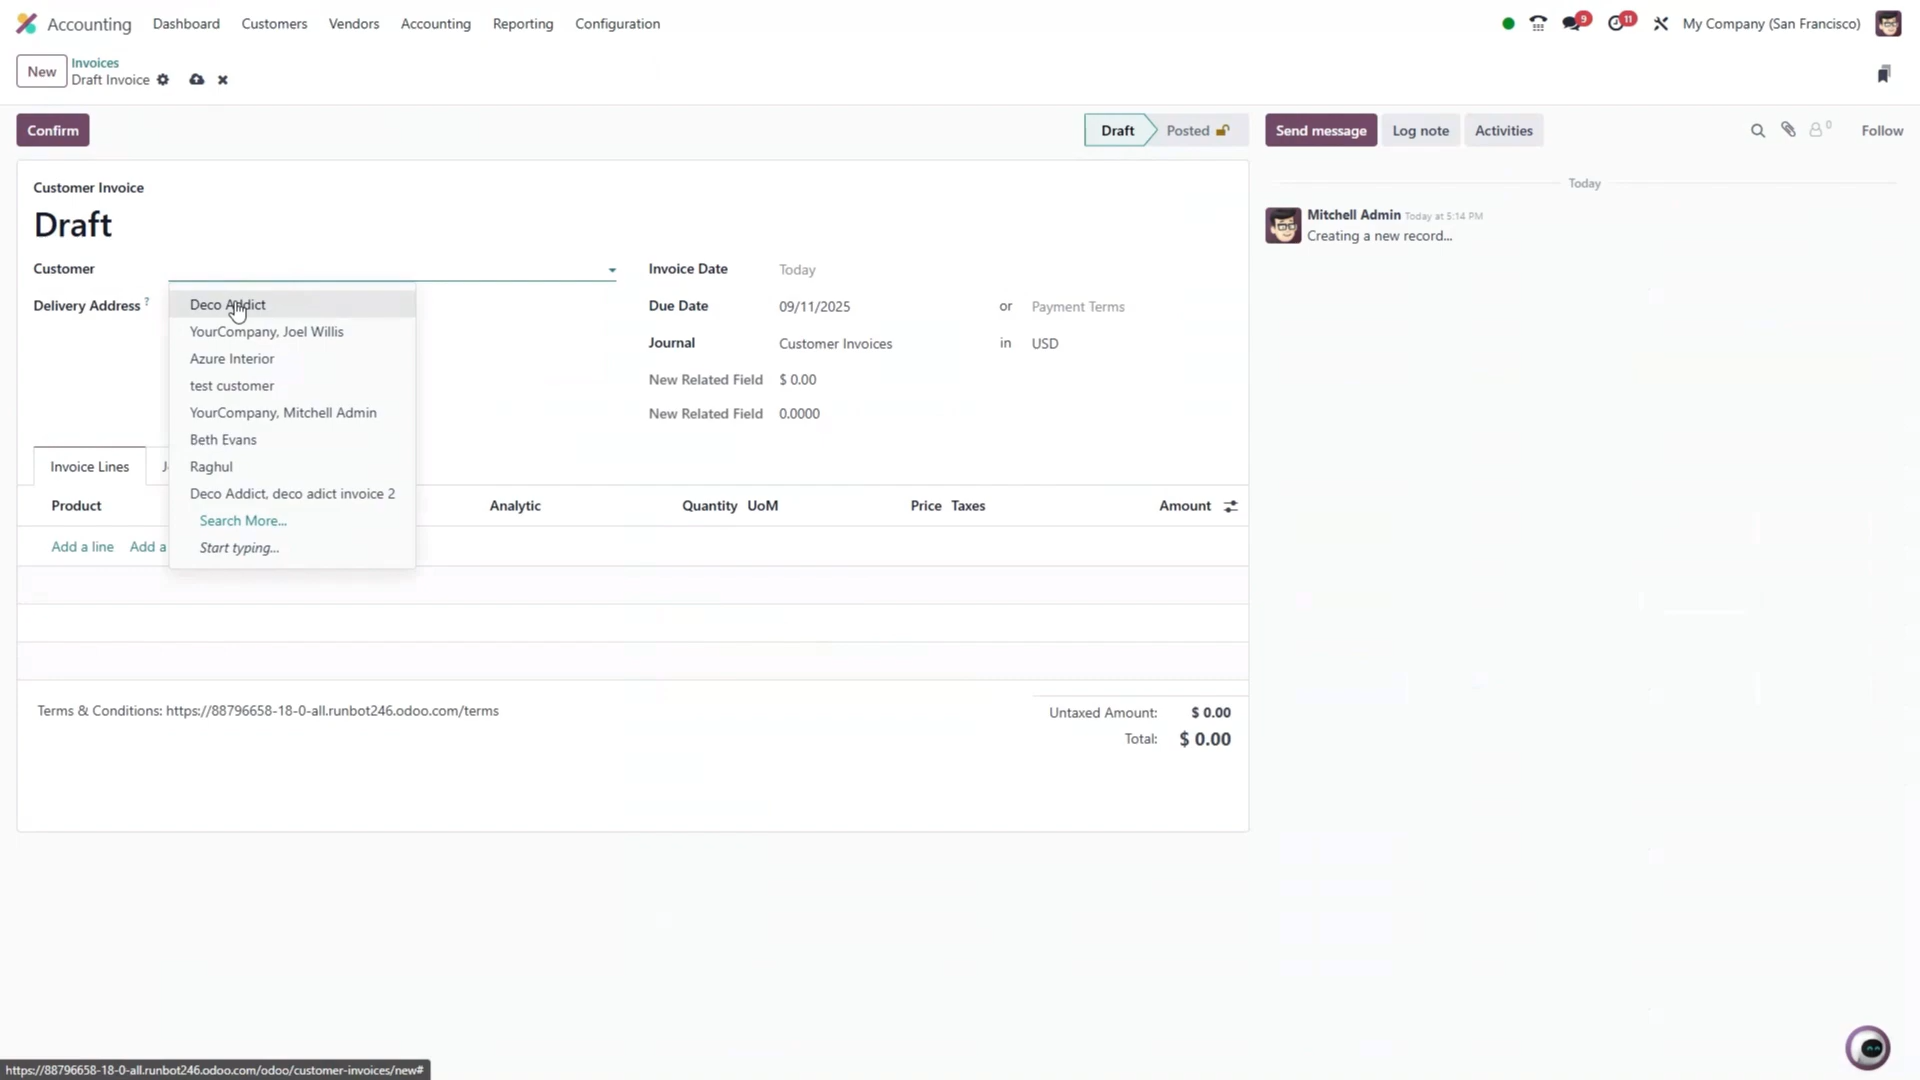 Accounting Dashboard Customers Vendors Accounting Reporting Configuration 9 11 My Company (San Francisco)
New Invoices
Draft Invoice
Confirm Draft Posted Send message Log note Activities 0 Follow
Customer Invoice
Draft
Customer
Delivery Address ?
Deco Addict
YourCompany, Joel Willis
Azure Interior
test customer
YourCompany, Mitchell Admin
Beth Evans
Raghul
Deco Addict, deco adict invoice 2
Search More...
Start typing...
Invoice Date Today
Due Date 09/11/2025 or Payment Terms
Journal Customer Invoices in USD
New Related Field $ 0.00
New Related Field 0.0000
Invoice Lines
Product Analytic Quantity UoM Price Taxes Amount
Add a line Add a
Terms & Conditions: https://88796658-18-0-all.runbot246.odoo.com/terms
Untaxed Amount: $ 0.00
Total: $ 0.00
Today
Mitchell Admin Today at 5:14 PM
Creating a new record...
https://88796658-18-0-all.runbot246.odoo.com/odoo/customer-invoices/new#